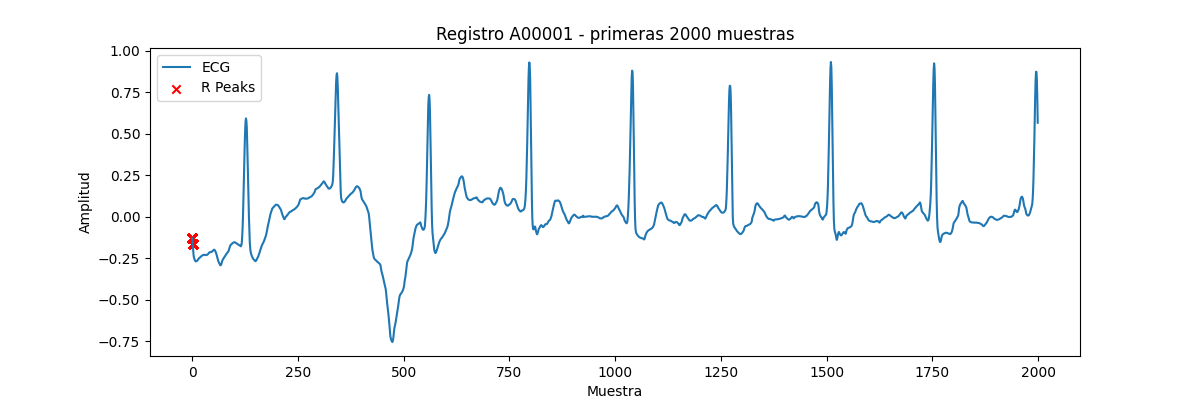 Registro A00001 - primeras 2000 muestras
ECG
R Peaks
Amplitud
1.00
0.75
0.50
0.25
0.00
−0.25
−0.50
−0.75
0 250 500 750 1000 1250 1500 1750 2000
Muestra